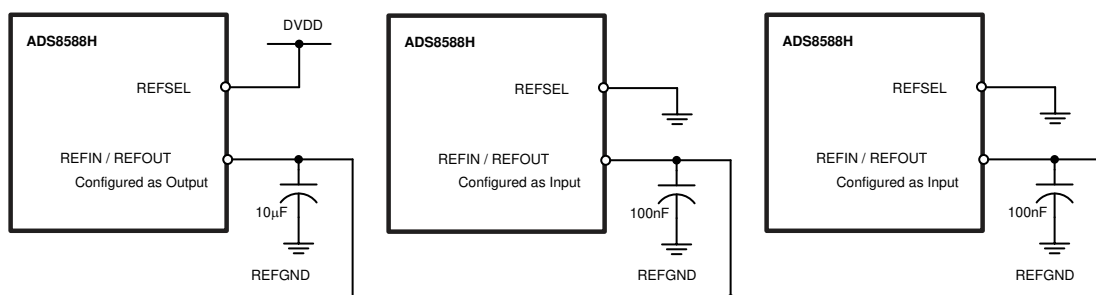 ADS8588H
DVDD
REFSEL
REFIN / REFOUT
Configured as Output
10μF
REFGND
ADS8588H
REFSEL
REFIN / REFOUT
Configured as Input
100nF
REFGND
ADS8588H
REFSEL
REFIN / REFOUT
Configured as Input
100nF
REFGND